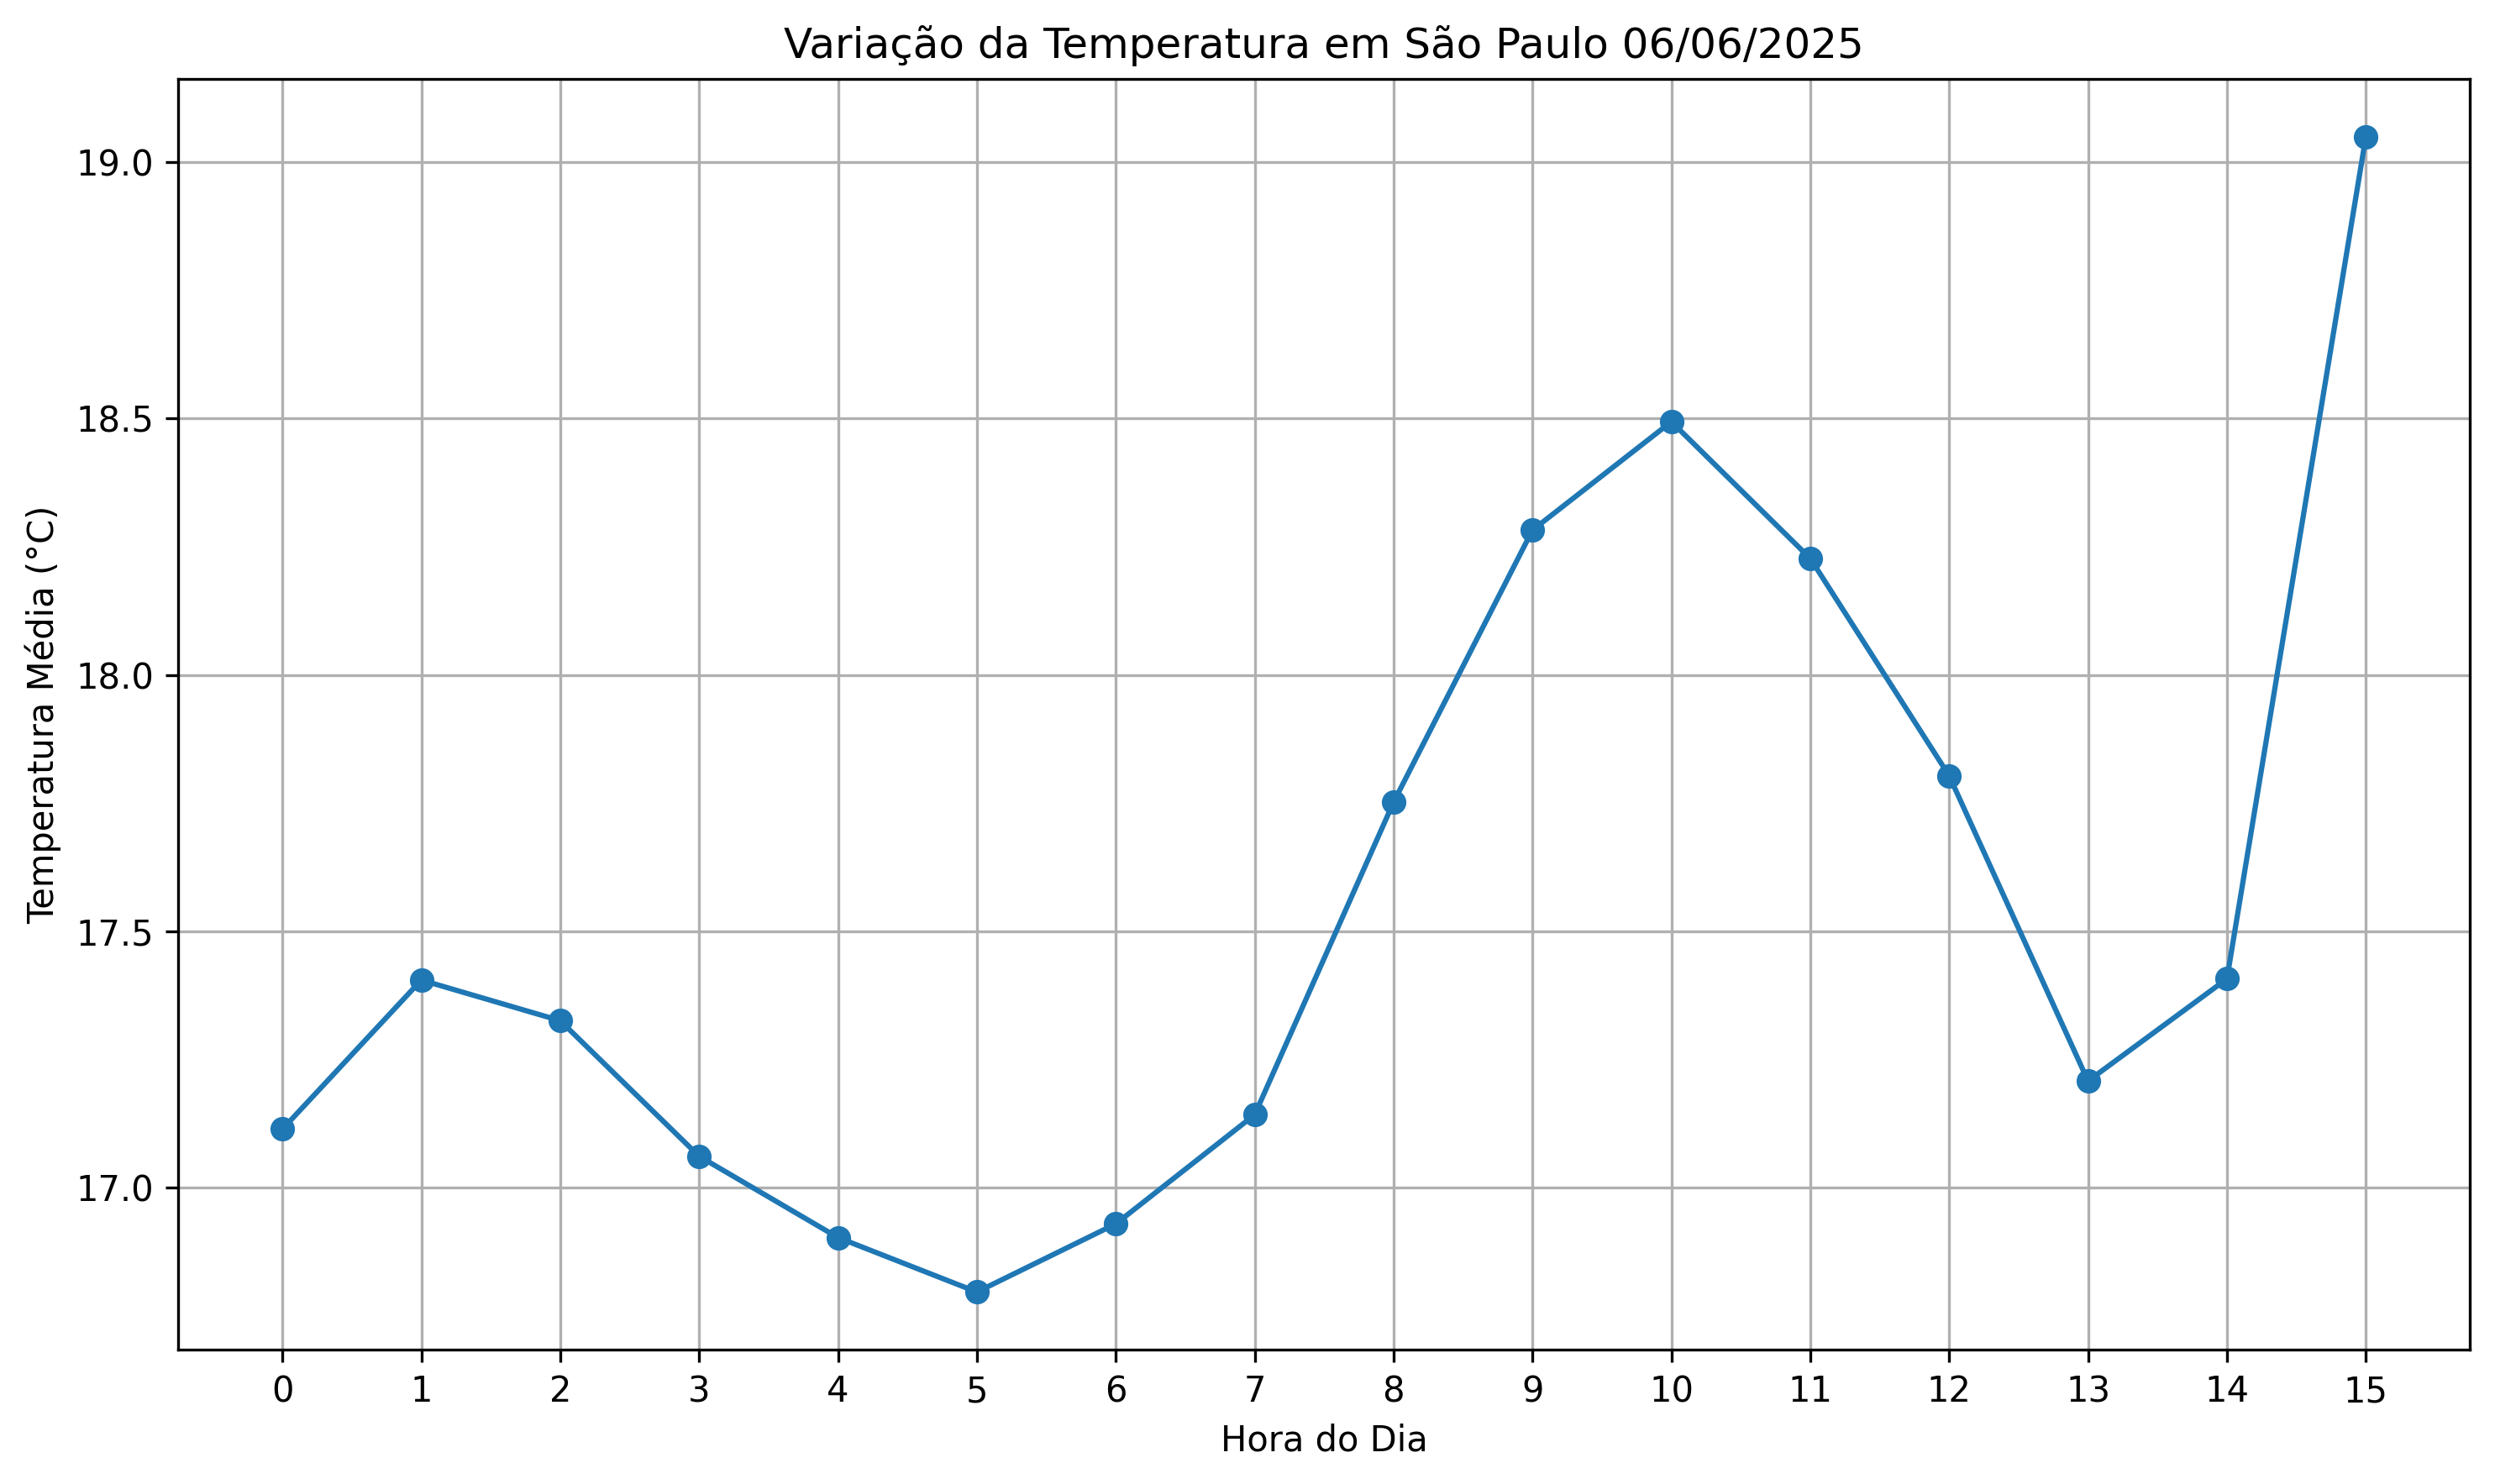 Variação da Temperatura em São Paulo 06/06/2025
Temperatura Média (°C)
19.0
18.5
18.0
17.5
17.0
0 1 2 3 4 5 6 7 8 9 10 11 12 13 14 15
Hora do Dia